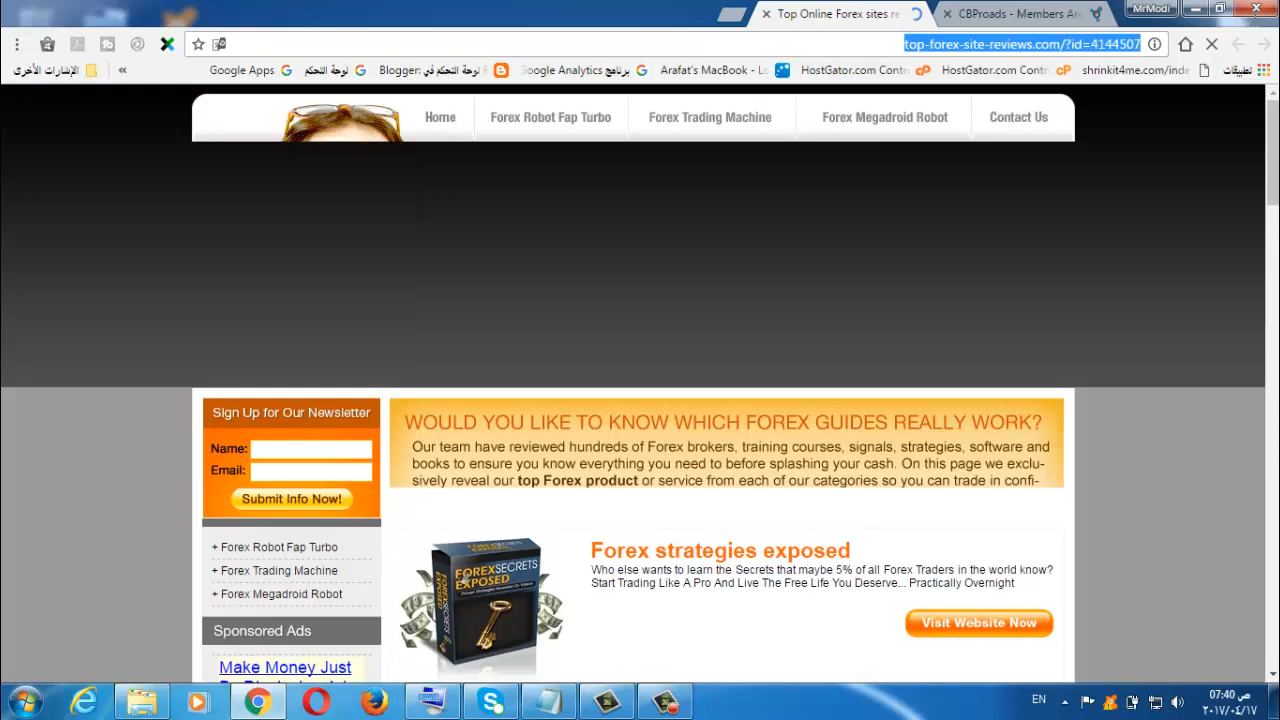 Top Online Forex sites re
CBProads - Members Are
MrModi
top-forex-site-reviews.com/?id=4144507
الإشارات الأخرى
«
Google Apps
لوحة التحكم
Blogger: لوحة التحكم في
برنامج Google Analytics
Arafat's MacBook - Lo
HostGator.com Contr
HostGator.com Contr
shrinkit4me.com/inde
تطبيقات
Home
Forex Robot Fap Turbo
Forex Trading Machine
Forex Megadroid Robot
Contact Us
Sign Up for Our Newsletter
Name:
Email:
Submit Info Now!
+ Forex Robot Fap Turbo
+ Forex Trading Machine
+ Forex Megadroid Robot
Sponsored Ads
Make Money Just
WOULD YOU LIKE TO KNOW WHICH FOREX GUIDES REALLY WORK?
Our team have reviewed hundreds of Forex brokers, training courses, signals, strategies, software and
books to ensure you know everything you need to before splashing your cash. On this page we exclu-
sively reveal our top Forex product or service from each of our categories so you can trade in confi-
FOREXSECRETS
EXPOSED
Forex strategies exposed
Who else wants to learn the Secrets that maybe 5% of all Forex Traders in the world know?
Start Trading Like A Pro And Live The Free Life You Deserve... Practically Overnight
Visit Website Now
EN
07:40 ص
٢٠١٧/٠٤/١٧